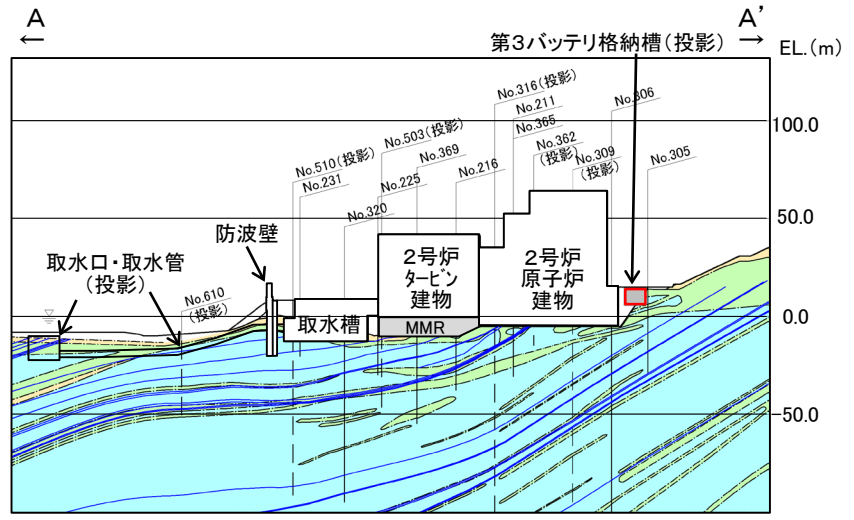 A
←
A’
→
EL.(m)
第3バッテリ格納槽(投影)
No.316(投影)
No.306
No.211
No.365
No.503(投影)
No.362
(投影)
No.510(投影)
No.369
No.309
(投影)
No.305
No.231
No.225
No.216
No.320
100.0
50.0
0.0
-50.0
防波壁
取水口・取水管
(投影)
No.610
(投影)
2号炉
タービン
建物
2号炉
原子炉
建物
取水槽
MMR